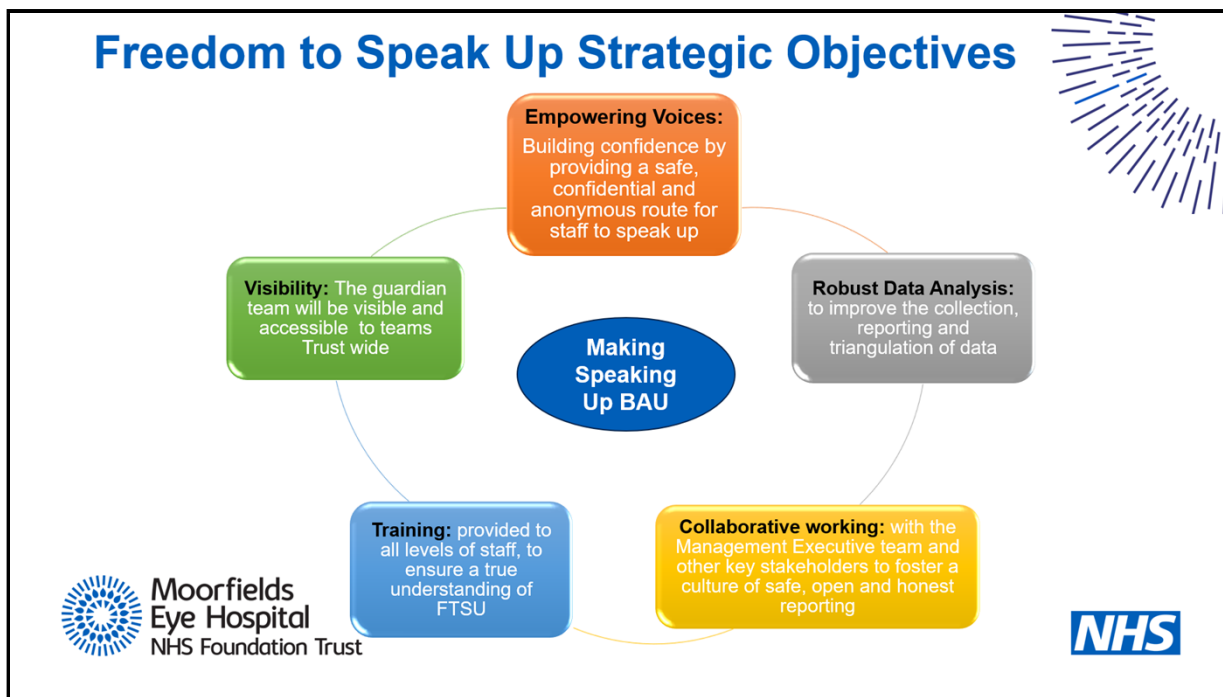 Freedom to Speak Up Strategic Objectives
Empowering Voices:
Building confidence by
providing a safe,
confidential and
anonymous route for
staff to speak up
Visibility: The guardian
team will be visible and
accessible to teams
Trust wide
Robust Data Analysis:
to improve the collection,
reporting and
triangulation of data
Making
Speaking
Up BAU
Training: provided to
all levels of staff, to
ensure a true
understanding of
FTSU
Collaborative working: with the
Management Executive team and
other key stakeholders to foster a
culture of safe, open and honest
reporting
Moorfields
Eye Hospital
NHS Foundation Trust
NHS